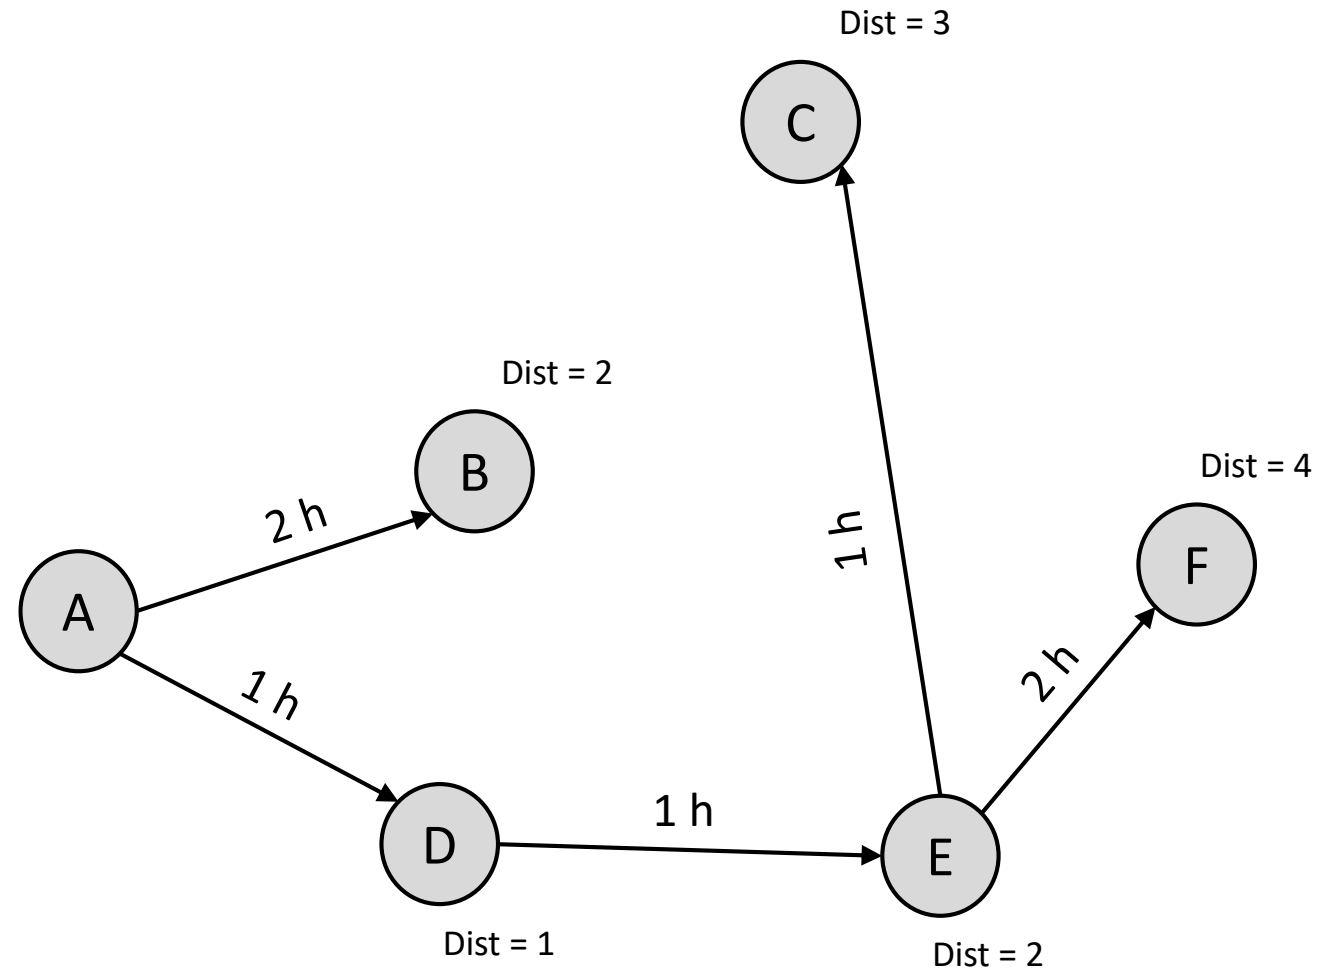 Dist = 3
C
Dist = 2
B
Dist = 4
2 h
1 h
F
A
2 h
1 h
1 h
D
E
Dist = 1
Dist = 2